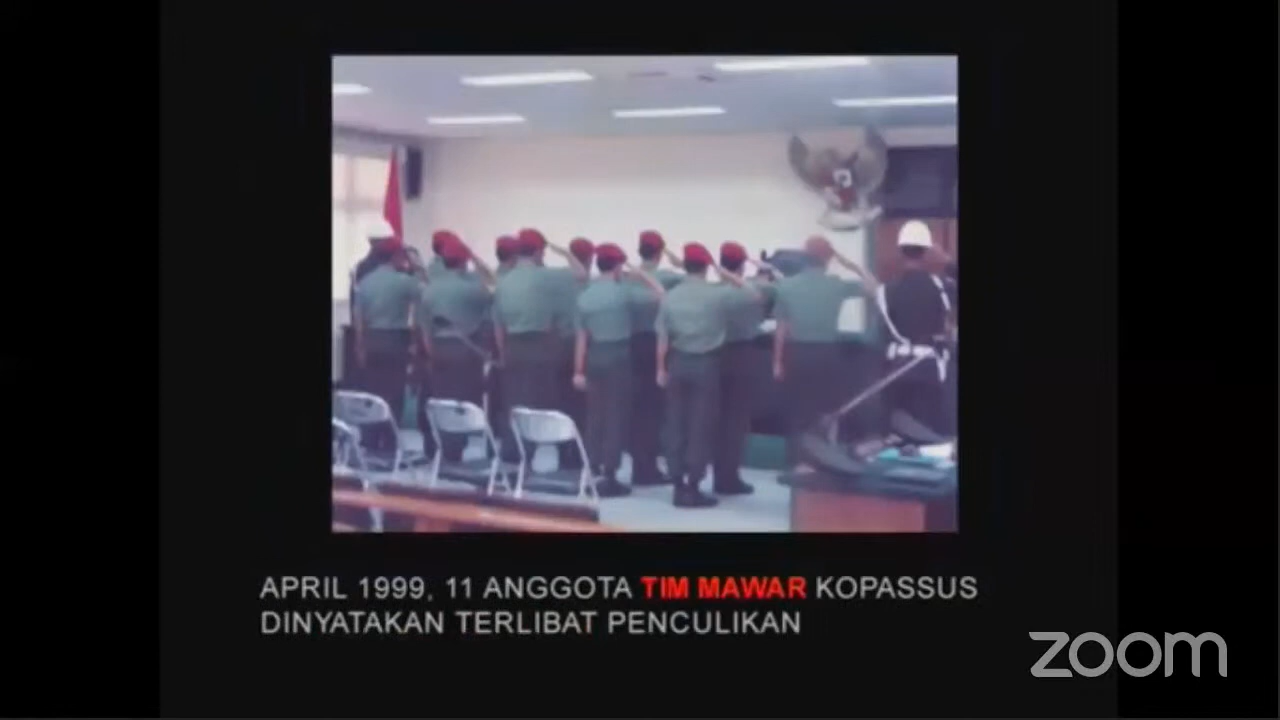 APRIL 1999, 11 ANGGOTA TIM MAWAR KOPASSUS
DINYATAKAN TERLIBAT PENCULIKAN
zoom